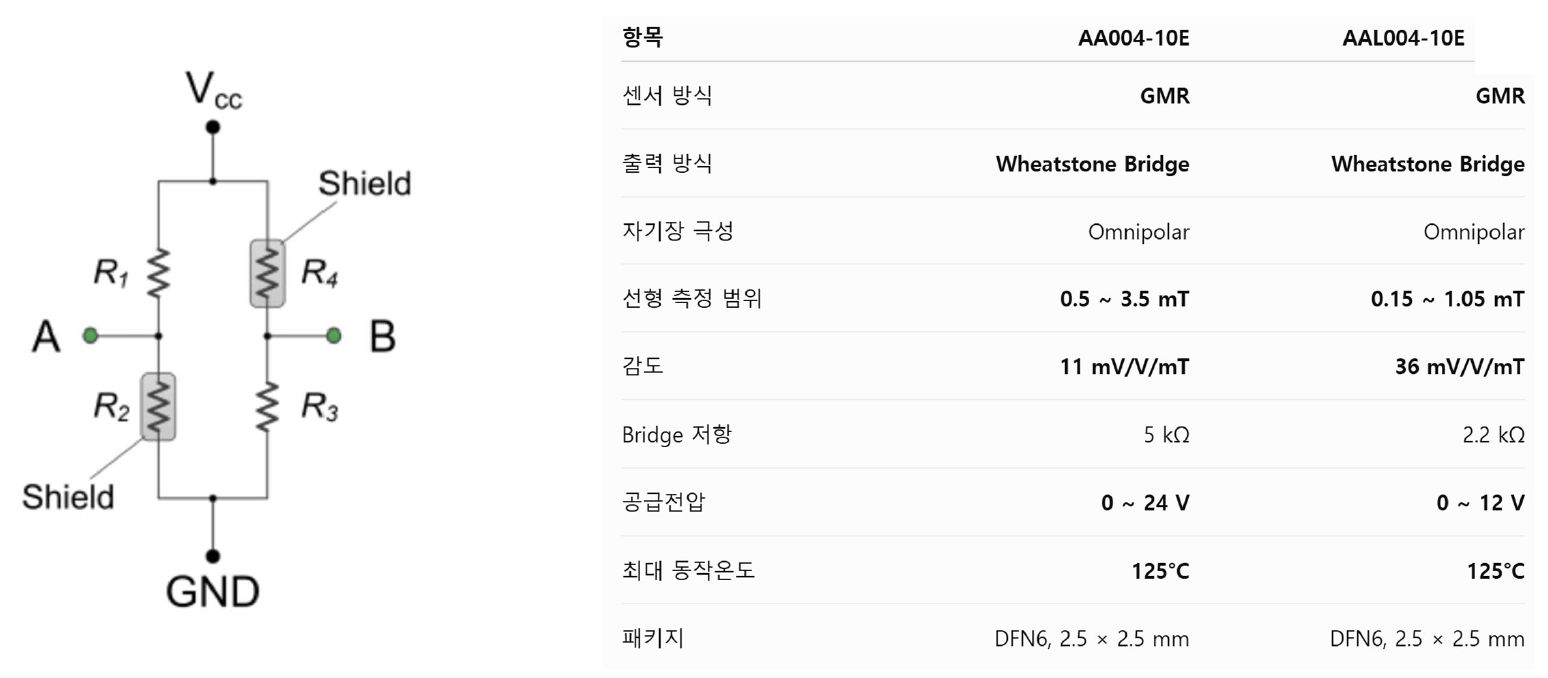 Vcc
Shield
R1
R4
A
B
R2
R3
Shield
GND
항목 AA004-10E AAL004-10E
센서 방식 GMR GMR
출력 방식 Wheatstone Bridge Wheatstone Bridge
자기장 극성 Omnipolar Omnipolar
선형 측정 범위 0.5 ~ 3.5 mT 0.15 ~ 1.05 mT
감도 11 mV/V/mT 36 mV/V/mT
Bridge 저항 5 kΩ 2.2 kΩ
공급전압 0 ~ 24 V 0 ~ 12 V
최대 동작온도 125°C 125°C
패키지 DFN6, 2.5 × 2.5 mm DFN6, 2.5 × 2.5 mm